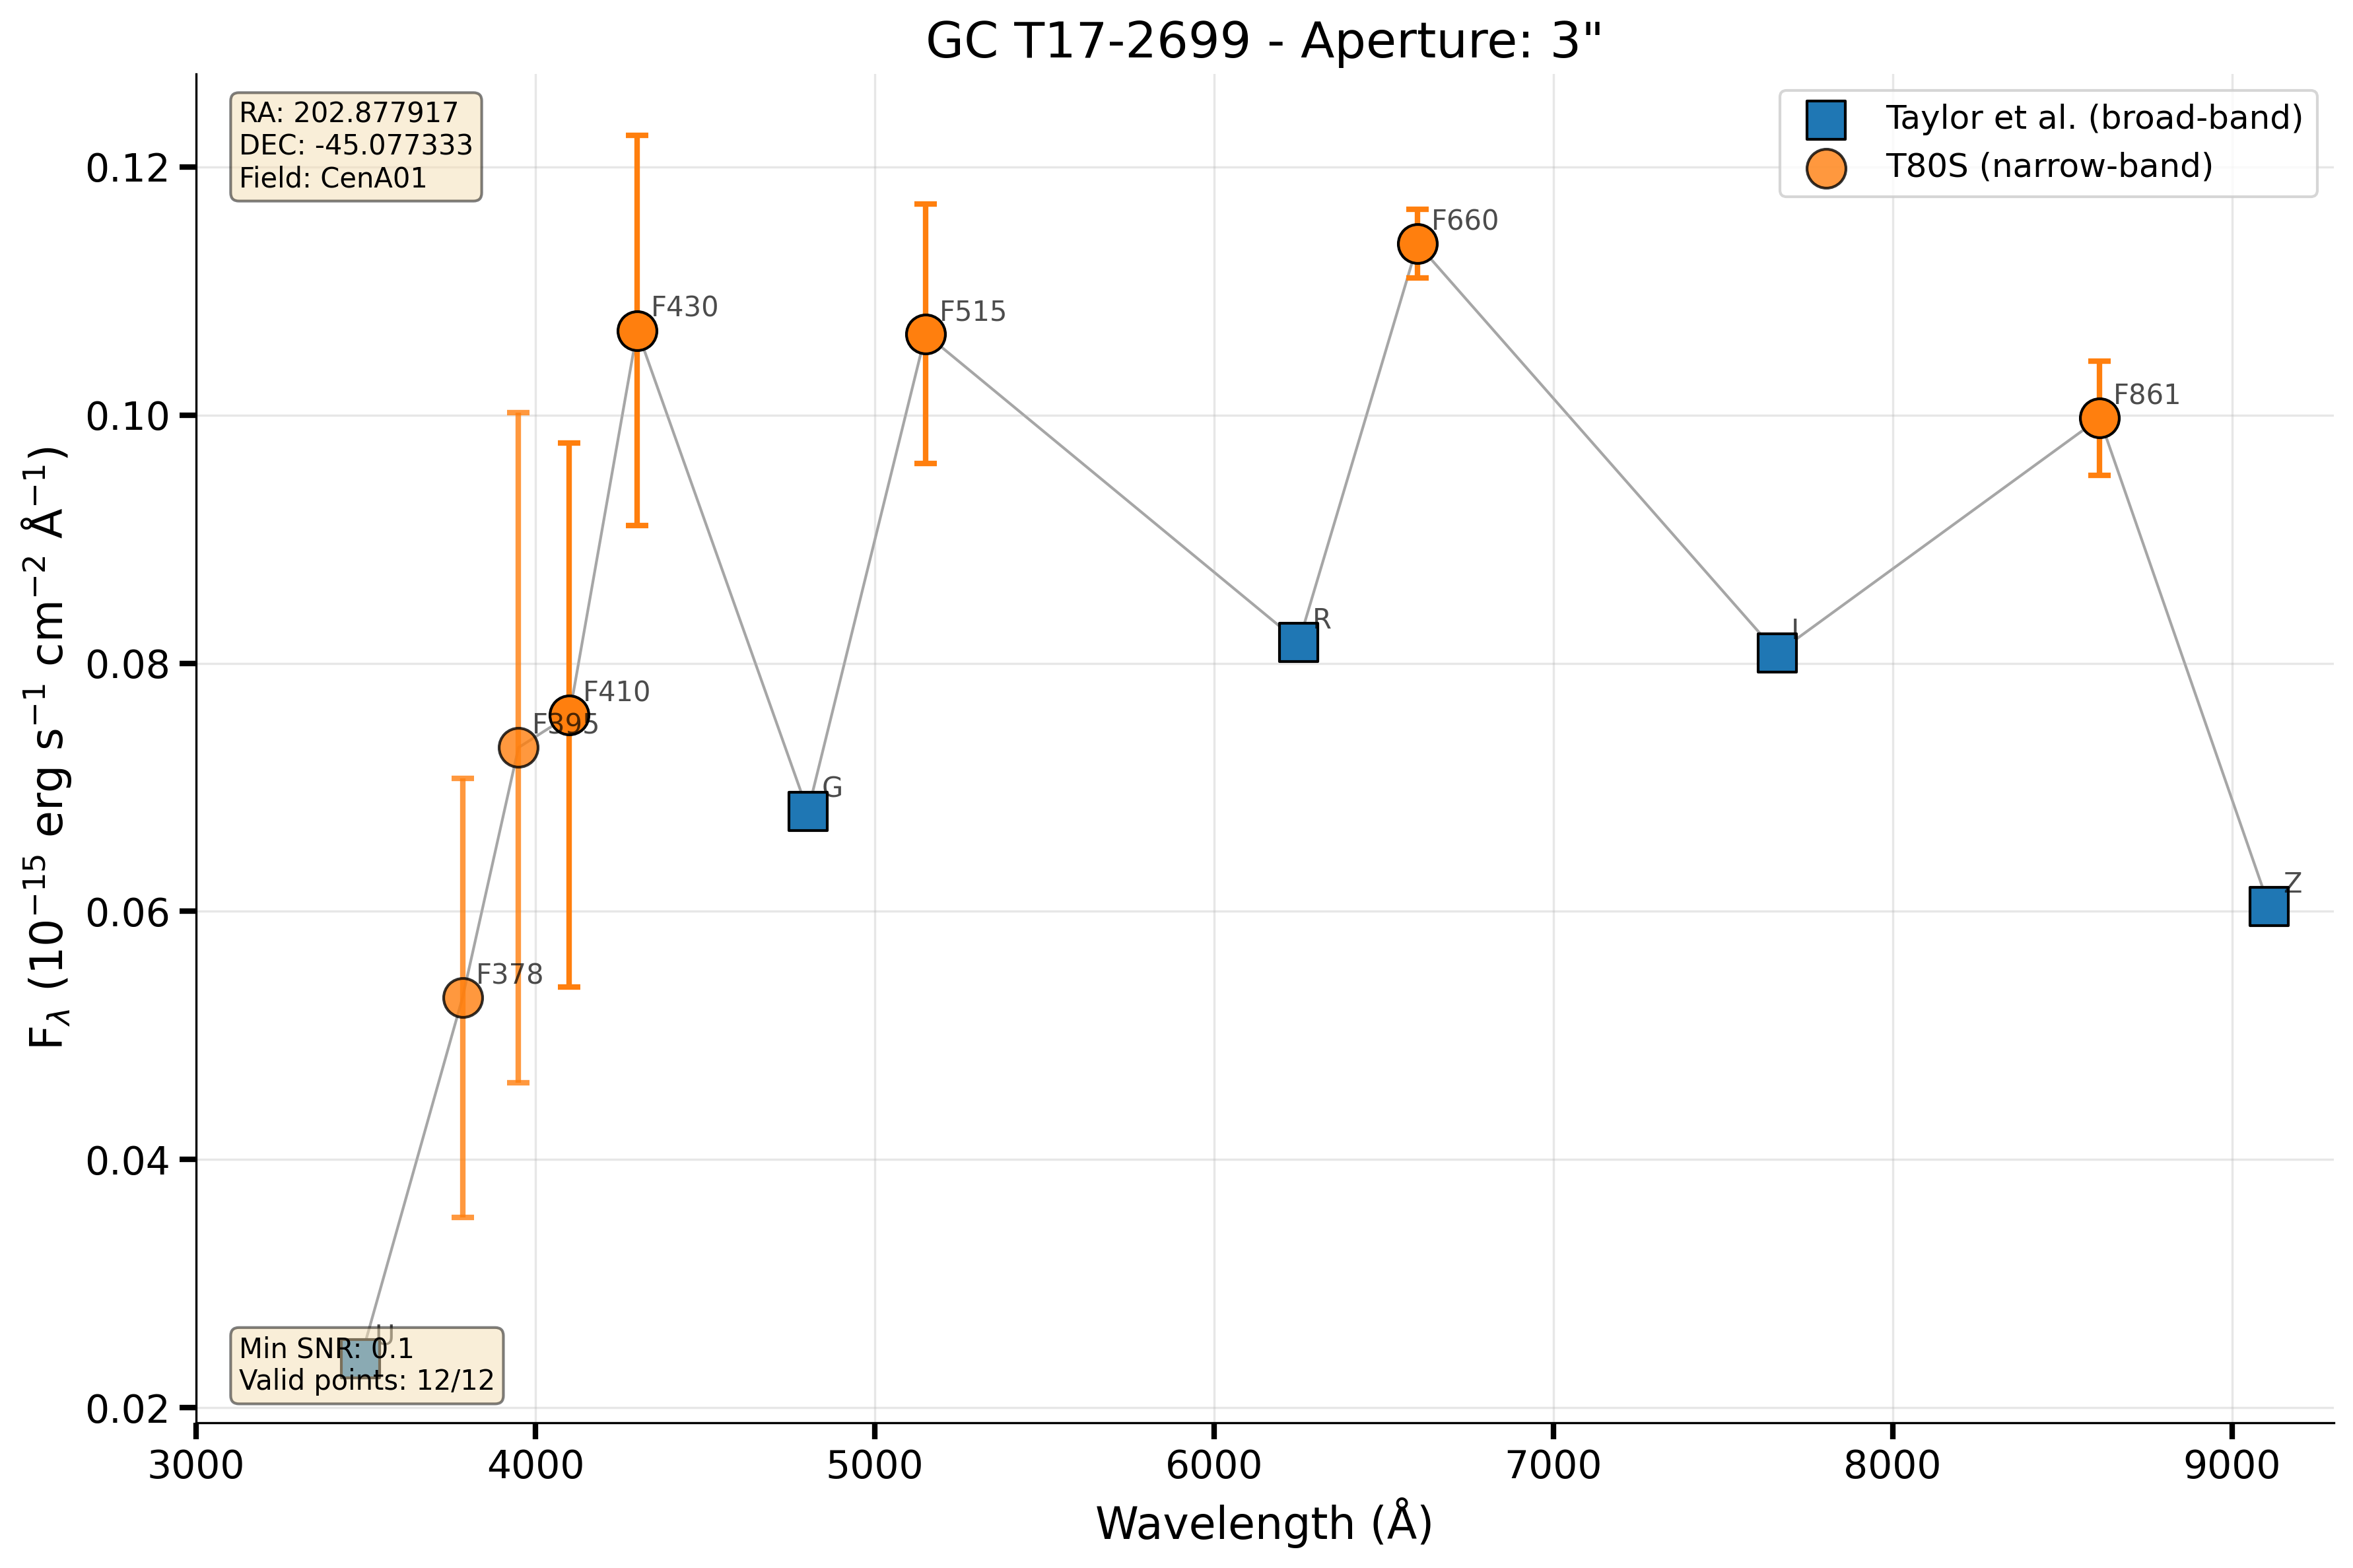 GC T17-2699 - Aperture: 3"
RA: 202.877917
DEC: -45.077333
Field: CenA01
Taylor et al. (broad-band)
T80S (narrow-band)
0.12
0.10
0.08
0.06
0.04
0.02
F660
F430
F515
F861
R
I
F410
F395
G
Z
F378
U
Min SNR: 0.1
Valid points: 12/12
3000 4000 5000 6000 7000 8000 9000
Wavelength (Å)
Fλ (10⁻¹⁵ erg s⁻¹ cm⁻² Å⁻¹)